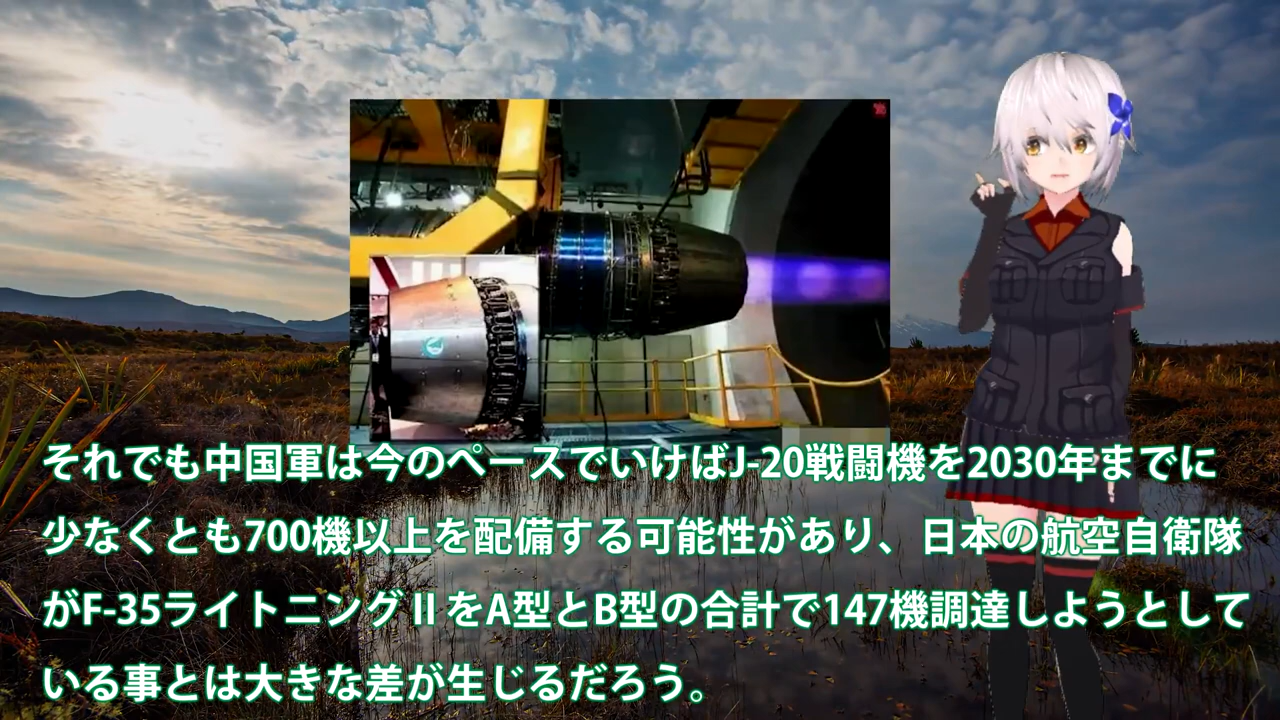 それでも中国軍は今のペースでいけばJ-20戦闘機を2030年までに
少なくとも700機以上を配備する可能性があり、日本の航空自衛隊
がF-35ライトニングⅡをA型とB型の合計で147機調達しようとして
いる事とは大きな差が生じるだろう。